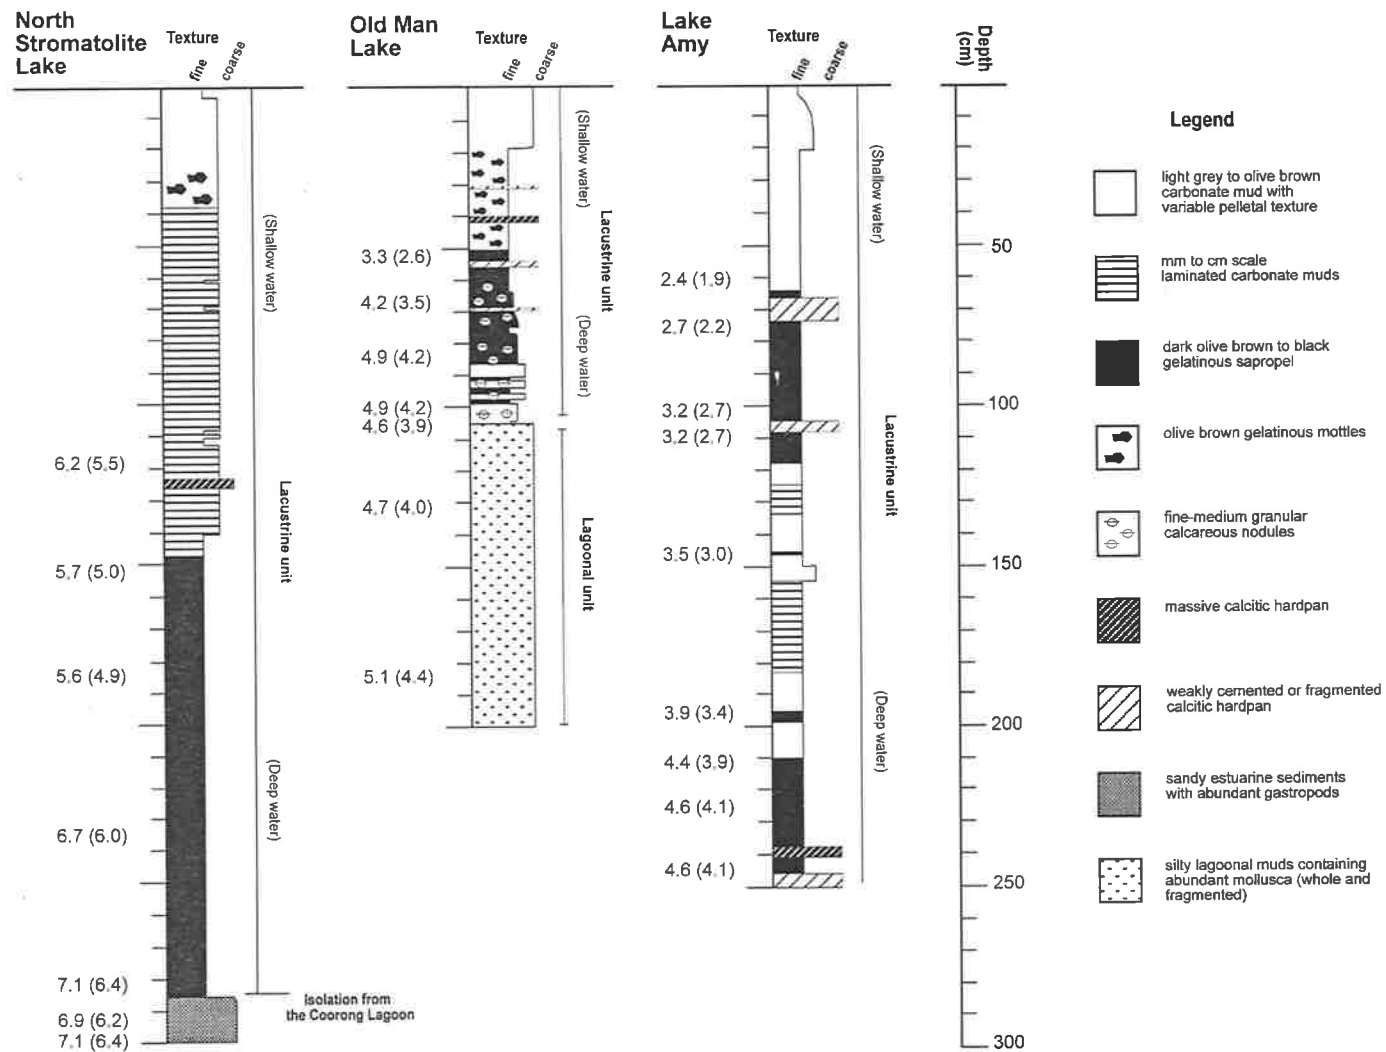 North
Stromatolite
Lake
Texture
fine
coarse
6.2 (5.5)
5.7 (5.0)
5.6 (4.9)
6.7 (6.0)
7.1 (6.4)
6.9 (6.2)
7.1 (6.4)
(Shallow water)
(Deep water)
Lacustrine unit
Isolation from
the Coorong Lagoon
Old Man
Lake
Texture
fine
coarse
3.3 (2.6)
4.2 (3.5)
4.9 (4.2)
4.9 (4.2)
4.6 (3.9)
4.7 (4.0)
5.1 (4.4)
(Shallow water)
(Deep water)
Lacustrine unit
Lagoonal unit
Lake
Amy
Texture
fine
coarse
2.4 (1.9)
2.7 (2.2)
3.2 (2.7)
3.2 (2.7)
3.5 (3.0)
3.9 (3.4)
4.4 (3.9)
4.6 (4.1)
4.6 (4.1)
(Shallow water)
(Deep water)
Lacustrine unit
Depth
(cm)
50
100
150
200
250
300
Legend
light grey to olive brown
carbonate mud with
variable pelletal texture
mm to cm scale
laminated carbonate muds
dark olive brown to black
gelatinous sapropel
olive brown gelatinous mottles
fine-medium granular
calcareous nodules
massive calcitic hardpan
weakly cemented or fragmented
calcitic hardpan
sandy estuarine sediments
with abundant gastropods
silty lagoonal muds containing
abundant mollusca (whole and
fragmented)